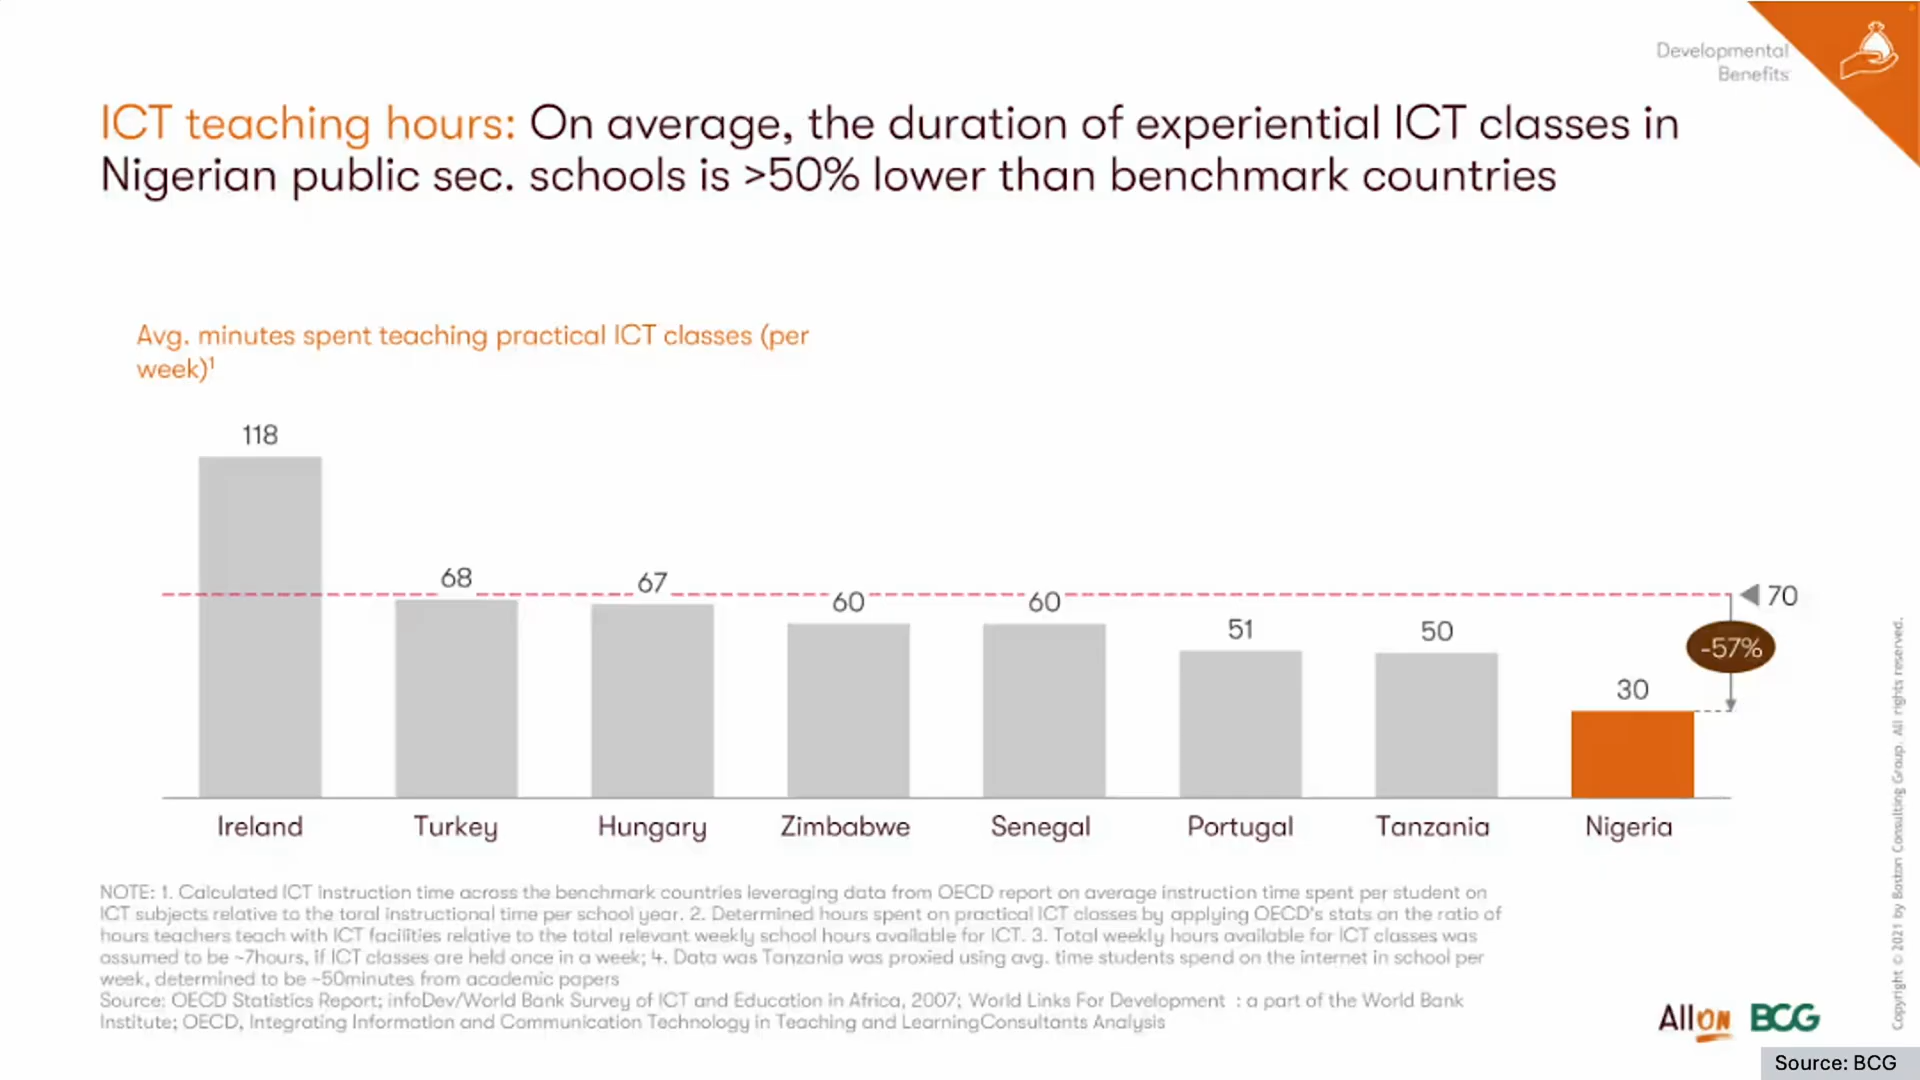 Developmental
Benefits
ICT teaching hours: On average, the duration of experiential ICT classes in
Nigerian public sec. schools is >50% lower than benchmark countries
Avg. minutes spent teaching practical ICT classes (per
week)¹
118
68
67
60
60
51
50
30
70
-57%
Ireland
Turkey
Hungary
Zimbabwe
Senegal
Portugal
Tanzania
Nigeria
NOTE: 1. Calculated ICT instruction time across the benchmark countries leveraging data from OECD report on average instruction time spent per student on
ICT subjects relative to the toral instructional time per school year. 2. Determined hours spent on practical ICT classes by applying OECD's stats on the ratio of
hours teachers teach with ICT facilities relative to the total relevant weekly school hours available for ICT. 3. Total weekly hours available for ICT classes was
assumed to be ~7hours, if ICT classes are held once in a week; 4. Data was Tanzania was proxied using avg. time students spend on the internet in school per
week, determined to be ~50minutes from academic papers
Source: OECD Statistics Report; infoDev/World Bank Survey of ICT and Education in Africa, 2007; World Links For Development : a part of the World Bank
Institute; OECD, Integrating Information and Communication Technology in Teaching and LearningConsultants Analysis
Copyright © 2021 by Boston Consulting Group. All rights reserved.
All on
BCG
Source: BCG